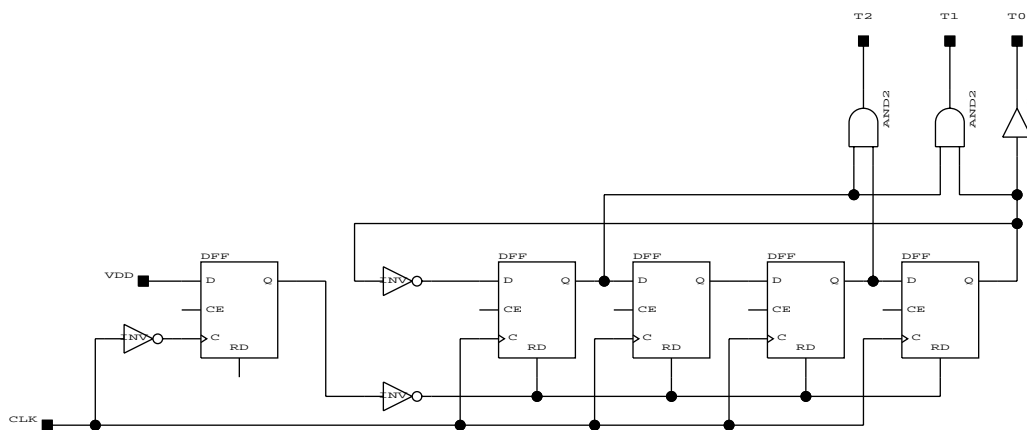 T2 T1 T0
AND2 AND2
DFF DFF DFF DFF DFF
VDD D Q INV D Q D Q D Q D Q
CE CE CE CE CE
INV C C C C C
RD RD RD RD RD
INV
CLK